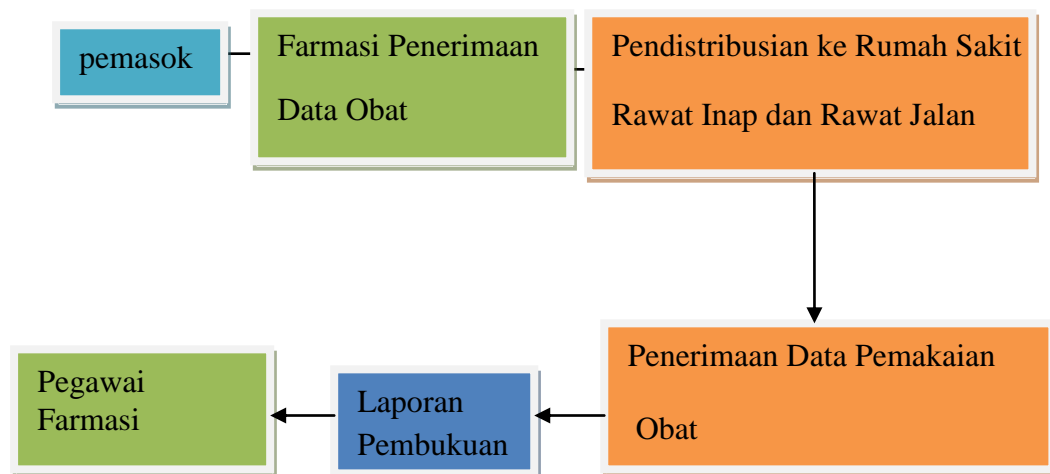 pemasok
Farmasi Penerimaan
Data Obat
Pendistribusian ke Rumah Sakit
Rawat Inap dan Rawat Jalan
Penerimaan Data Pemakaian
Obat
Laporan
Pembukuan
Pegawai
Farmasi